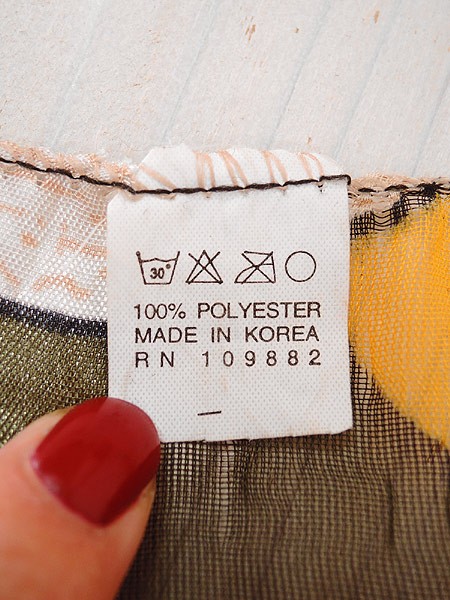 30°
100% POLYESTER
MADE IN KOREA
RN 109882